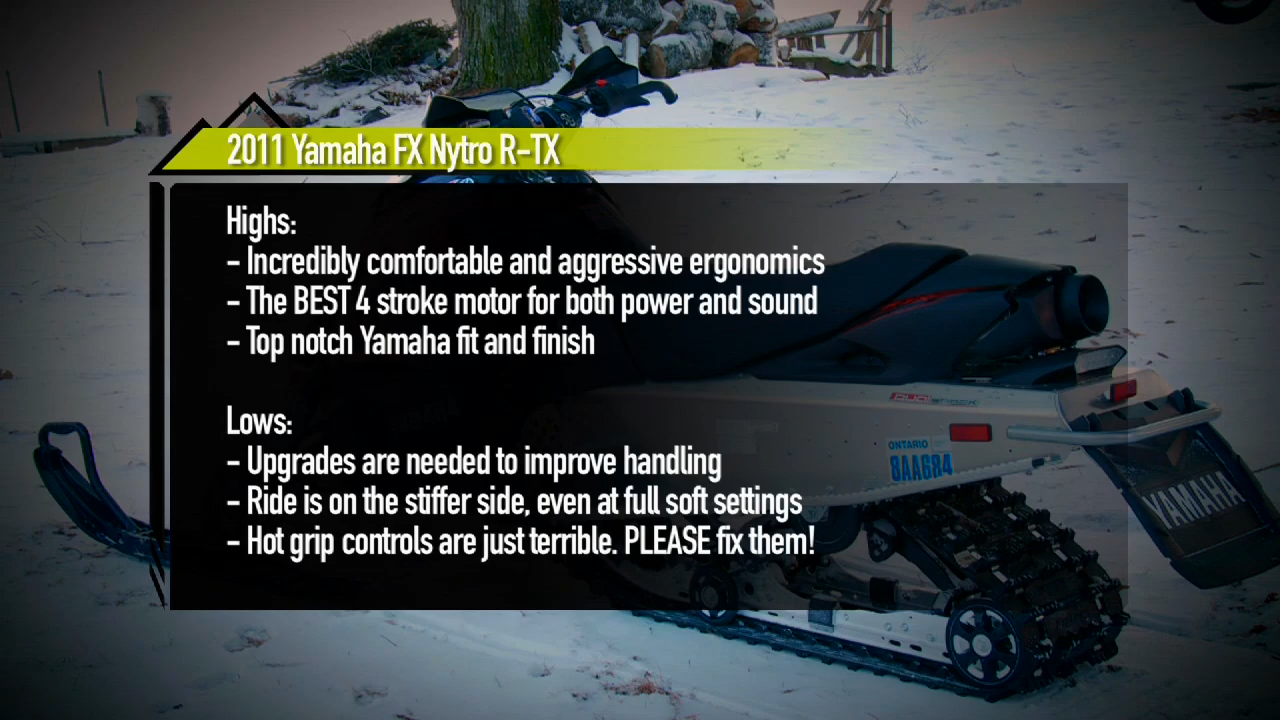 2011 Yamaha FX Nytro R-TX
Highs:
- Incredibly comfortable and aggressive ergonomics
- The BEST 4 stroke motor for both power and sound
- Top notch Yamaha fit and finish
Lows:
- Upgrades are needed to improve handling
- Ride is on the stiffer side, even at full soft settings
- Hot grip controls are just terrible. PLEASE fix them!
ONTARIO
8AA6R4
YAMAHA